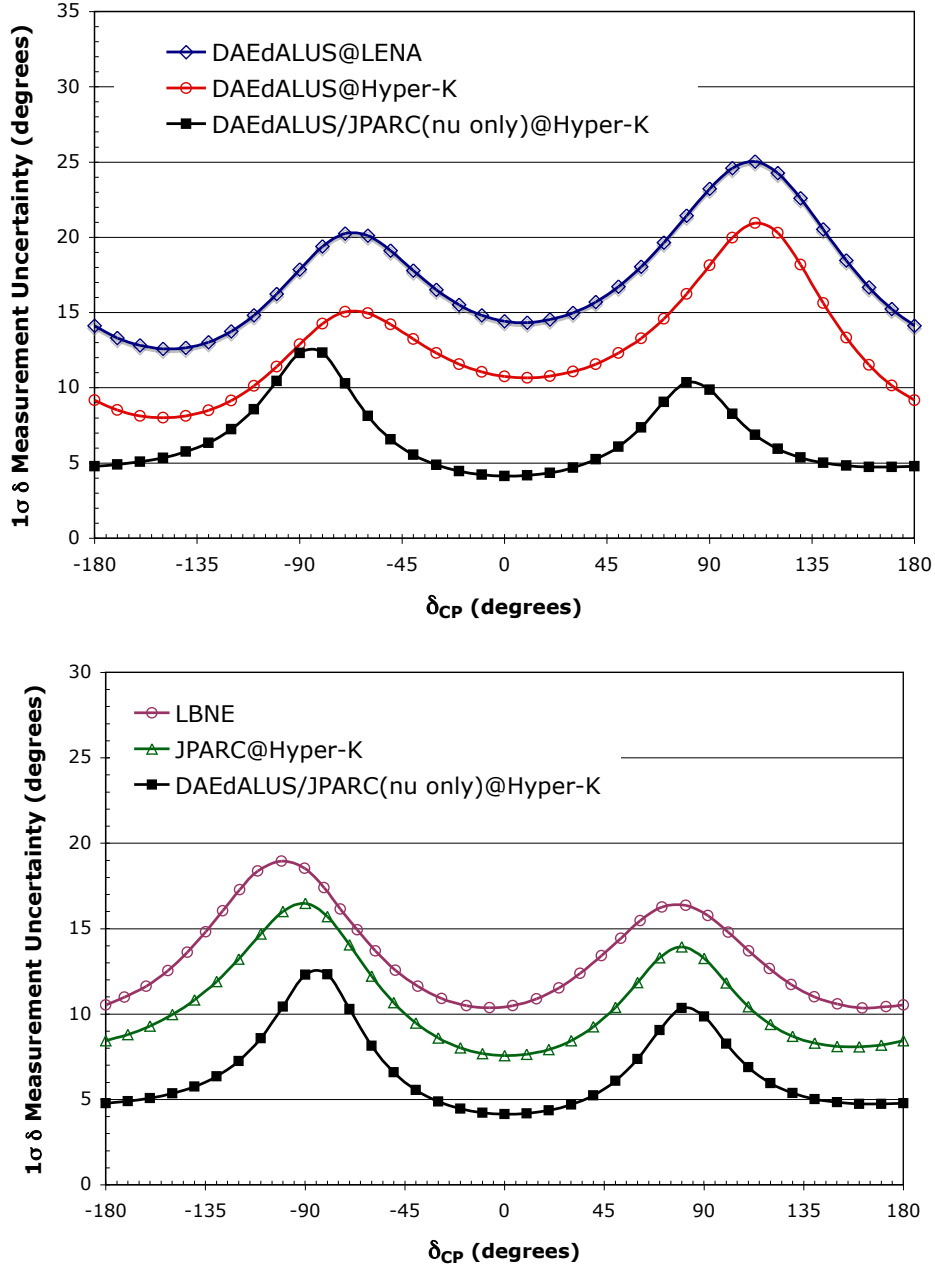 35
30
25
20
15
10
5
0
1σ δ Measurement Uncertainty (degrees)
DAEdALUS@LENA
DAEdALUS@Hyper-K
DAEdALUS/JPARC(nu only)@Hyper-K
-180 -135 -90 -45 0 45 90 135 180
δCP (degrees)
30
25
20
15
10
5
0
1σ δ Measurement Uncertainty (degrees)
LBNE
JPARC@Hyper-K
DAEdALUS/JPARC(nu only)@Hyper-K
-180 -135 -90 -45 0 45 90 135 180
δCP (degrees)